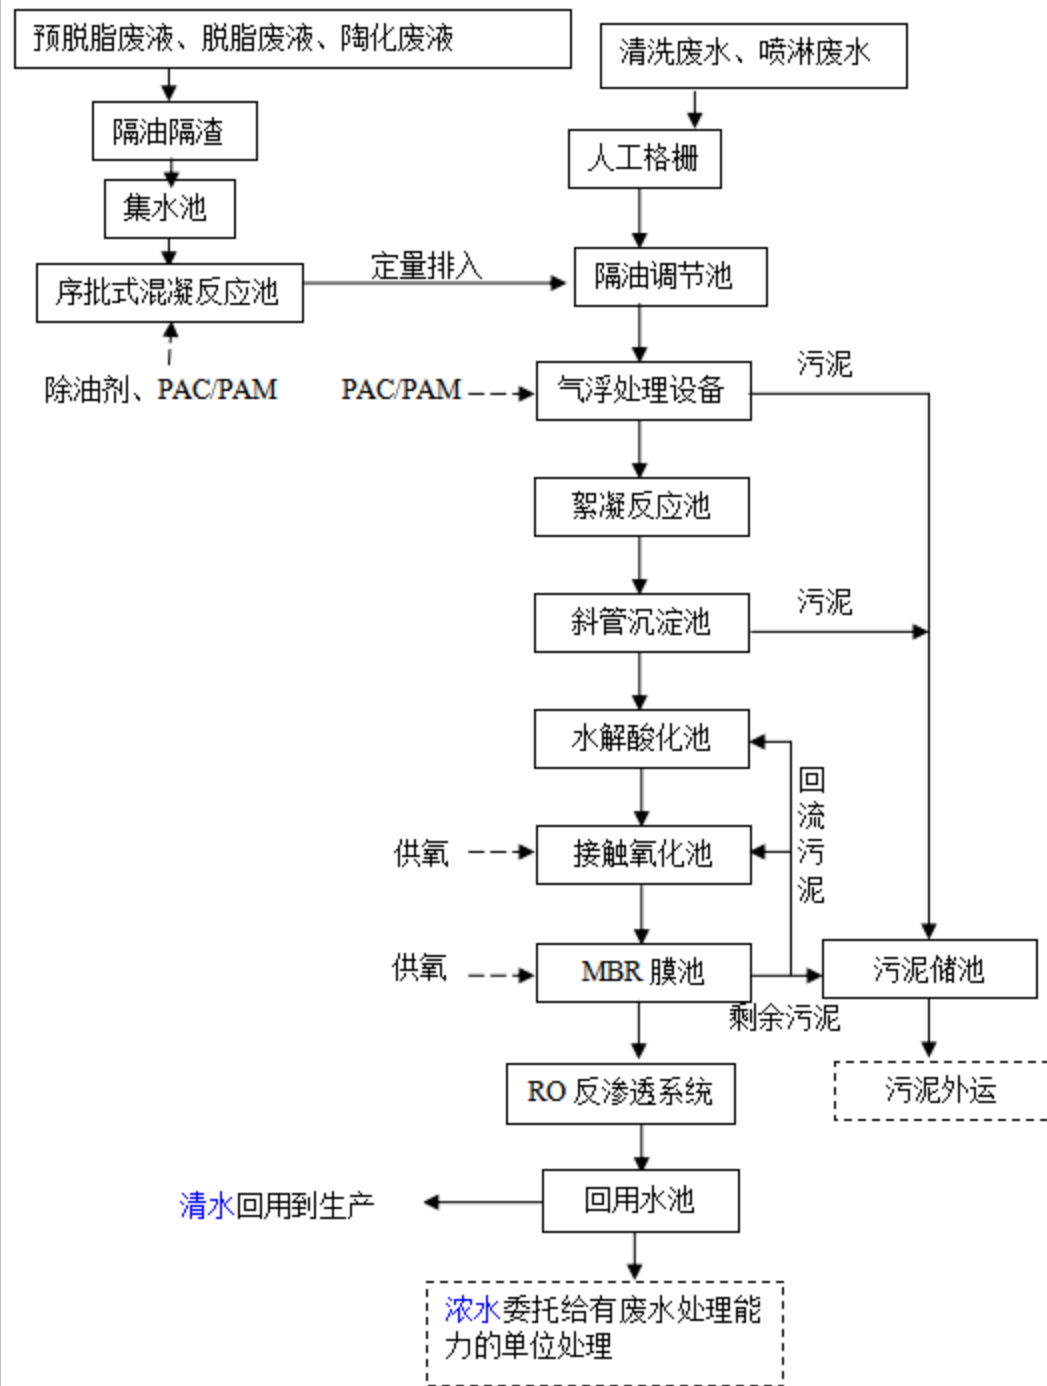 预脱脂废液、脱脂废液、陶化废液
清洗废水、喷淋废水
隔油隔渣
人工格栅
集水池
序批式混凝反应池
定量排入
隔油调节池
除油剂、PAC/PAM
PAC/PAM
气浮处理设备
污泥
絮凝反应池
斜管沉淀池
污泥
水解酸化池
回
流
污
泥
供氧
接触氧化池
供氧
MBR 膜池
污泥储池
剩余污泥
RO 反渗透系统
污泥外运
清水回用到生产
回用水池
浓水委托给有废水处理能
力的单位处理